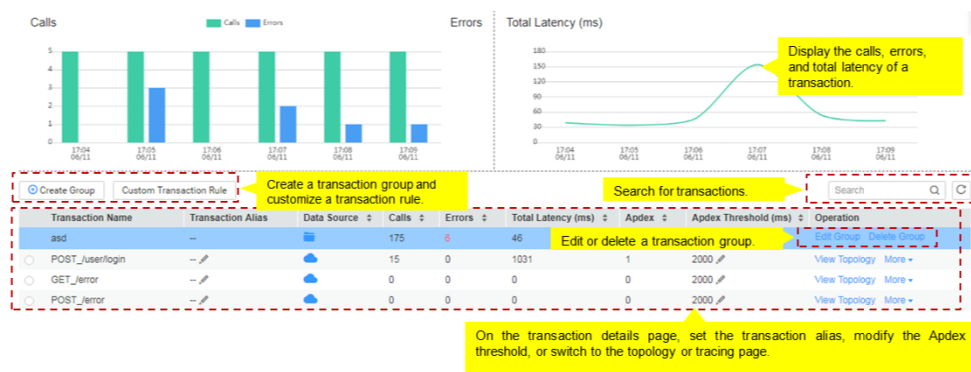 Calls
Calls Errors
Errors
Total Latency (ms)
5
4
3
2
1
0
17:04 17:05 17:06 17:07 17:08 17:09
06/11 06/11 06/11 06/11 06/11 06/11
180
150
120
90
60
30
17:04 17:05 17:06 17:07 17:08 17:09
06/11 06/11 06/11 06/11 06/11 06/11
Display the calls, errors,
and total latency of a
transaction.
Create Group Custom Transaction Rule
Create a transaction group and
customize a transaction rule.
Search for transactions.
Search
Transaction Name Transaction Alias Data Source Calls Errors Total Latency (ms) Apdex Apdex Threshold (ms) Operation
asd -- 175 6 46 Edit Group Delete Group
Edit or delete a transaction group.
POST_/user/login -- 15 0 1031 1 2000 View Topology More
GET_/error -- 0 0 0 0 2000 View Topology More
POST_/error -- 0 0 0 0 2000 View Topology More
On the transaction details page, set the transaction alias, modify the Apdex
threshold, or switch to the topology or tracing page.